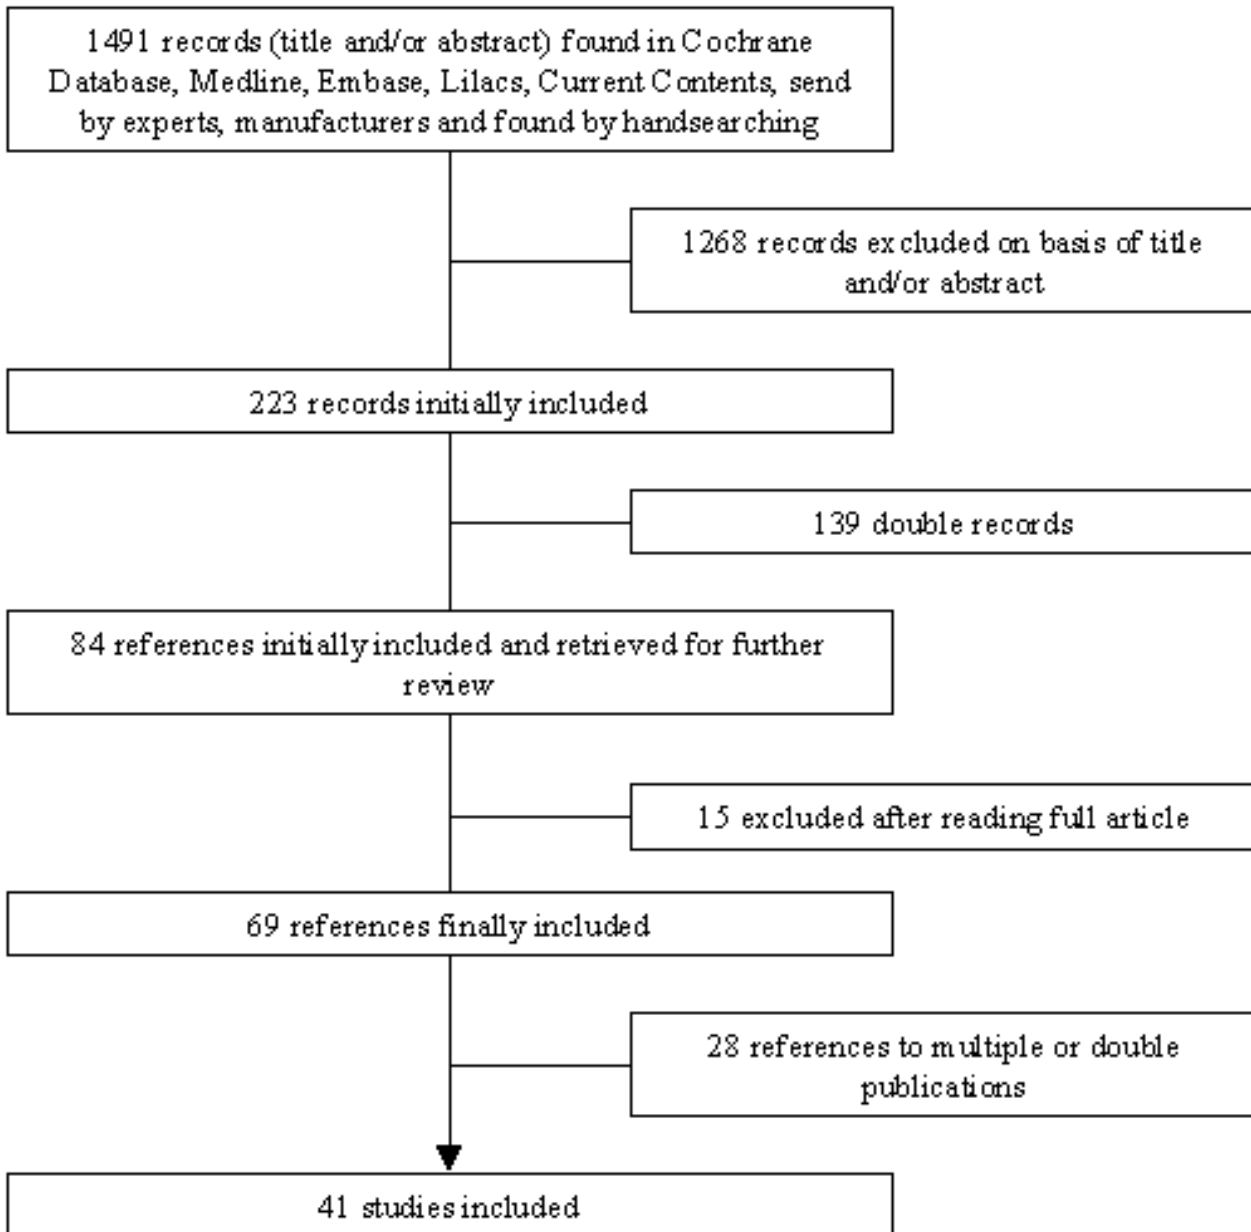 1491 records (title and/or abstract) found in Cochrane
Database, Medline, Embase, Lilacs, Current Contents, send
by experts, manufacturers and found by handsearching
1268 records excluded on basis of title
and/or abstract
223 records initially included
139 double records
84 references initially included and retrieved for further
review
15 excluded after reading full article
69 references finally included
28 references to multiple or double
publications
41 studies included